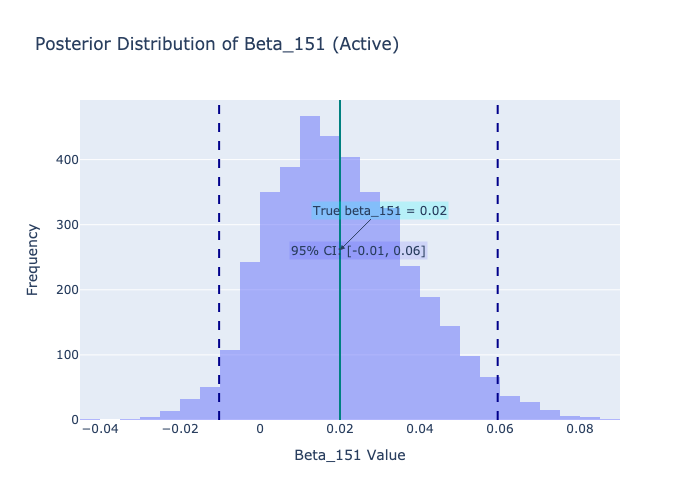 Posterior Distribution of Beta_151 (Active)
Frequency
400
300
200
100
0
True beta_151 = 0.02
95% CI: [-0.01, 0.06]
−0.04
−0.02
0
0.02
0.04
0.06
0.08
Beta_151 Value